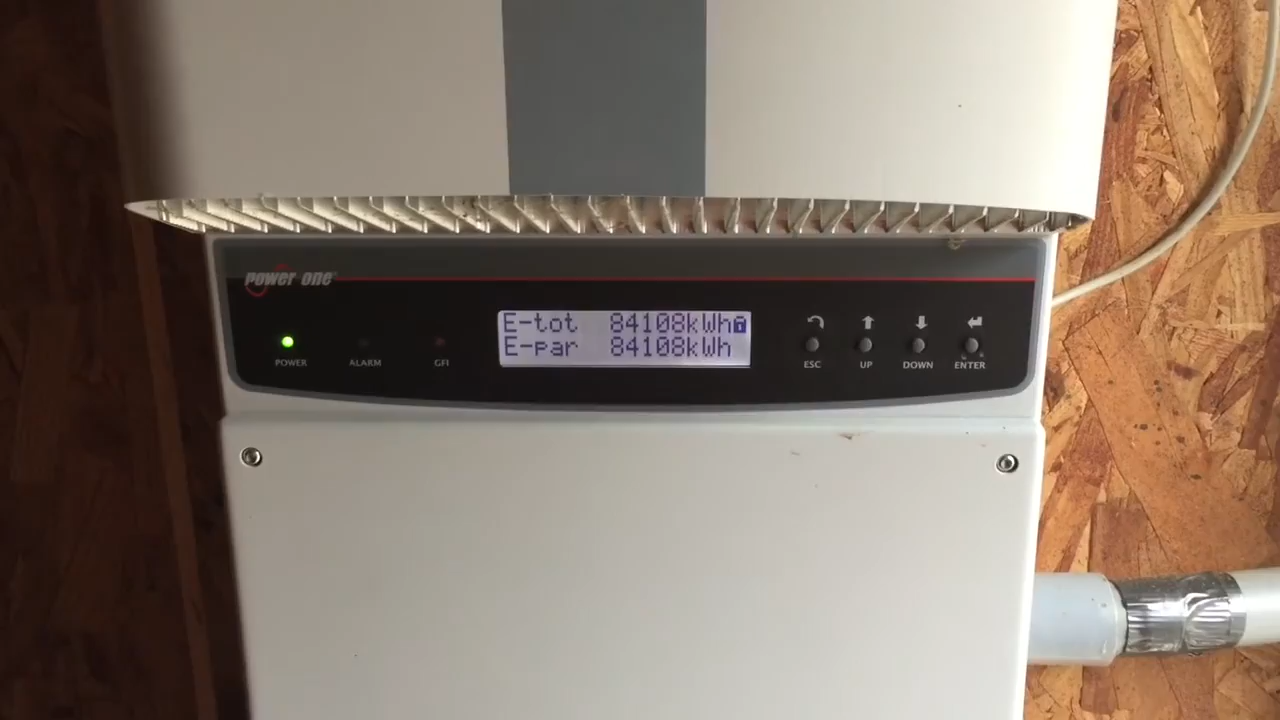 power one
E-tot 84108kWh
E-par 84108kWh
POWER ALARM GFI
ESC UP DOWN ENTER